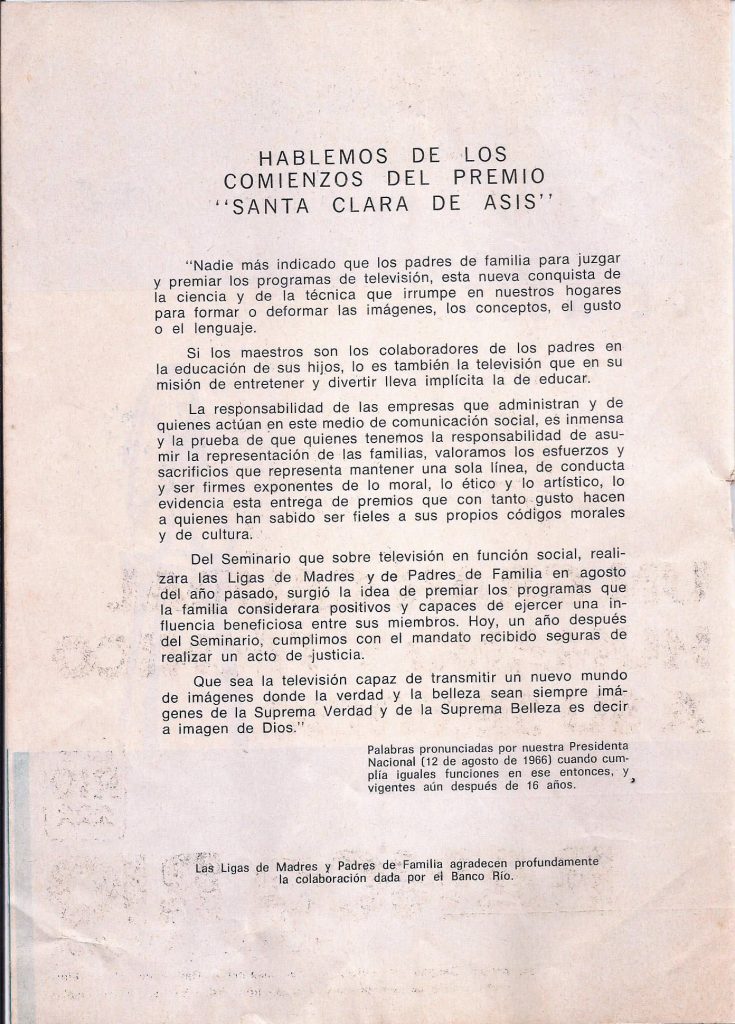 HABLEMOS DE LOS
COMIENZOS DEL PREMIO
"SANTA CLARA DE ASIS"
"Nadie más indicado que los padres de familia para juzgar
y premiar los programas de televisión, esta nueva conquista de
la ciencia y de la técnica que irrumpe en nuestros hogares
para formar o deformar las imágenes, los conceptos, el gusto
o el lenguaje.
Si los maestros son los colaboradores de los padres en
la educación de sus hijos, lo es también la televisión que en su
misión de entretener y divertir lleva implícita la de educar.
La responsabilidad de las empresas que administran y de
quienes actúan en este medio de comunicación social, es inmensa
y la prueba de que quienes tenemos la responsabilidad de asu-
mir la representación de las familias, valoramos los esfuerzos y
sacrificios que representa mantener una sola línea, de conducta
y ser firmes exponentes de lo moral, lo ético y lo artístico, lo
evidencia esta entrega de premios que con tanto gusto hacen
a quienes han sabido ser fieles a sus propios códigos morales
y de cultura.
Del Seminario que sobre televisión en función social, reali-
zara las Ligas de Madres y de Padres de Familia en agosto
del año pasado, surgió la idea de premiar los programas que
la familia considerara positivos y capaces de ejercer una in-
fluencia beneficiosa entre sus miembros. Hoy, un año después
del Seminario, cumplimos con el mandato recibido seguras de
realizar un acto de justicia.
Que sea la televisión capaz de transmitir un nuevo mundo
de imágenes donde la verdad y la belleza sean siempre imá-
genes de la Suprema Verdad y de la Suprema Belleza es decir
a imagen de Dios."
Palabras pronunciadas por nuestra Presidenta
Nacional (12 de agosto de 1966) cuando cum-
plía iguales funciones en ese entonces, y
vigentes aún después de 16 años.
Las Ligas de Madres y Padres de Familia agradecen profundamente
la colaboración dada por el Banco Río.